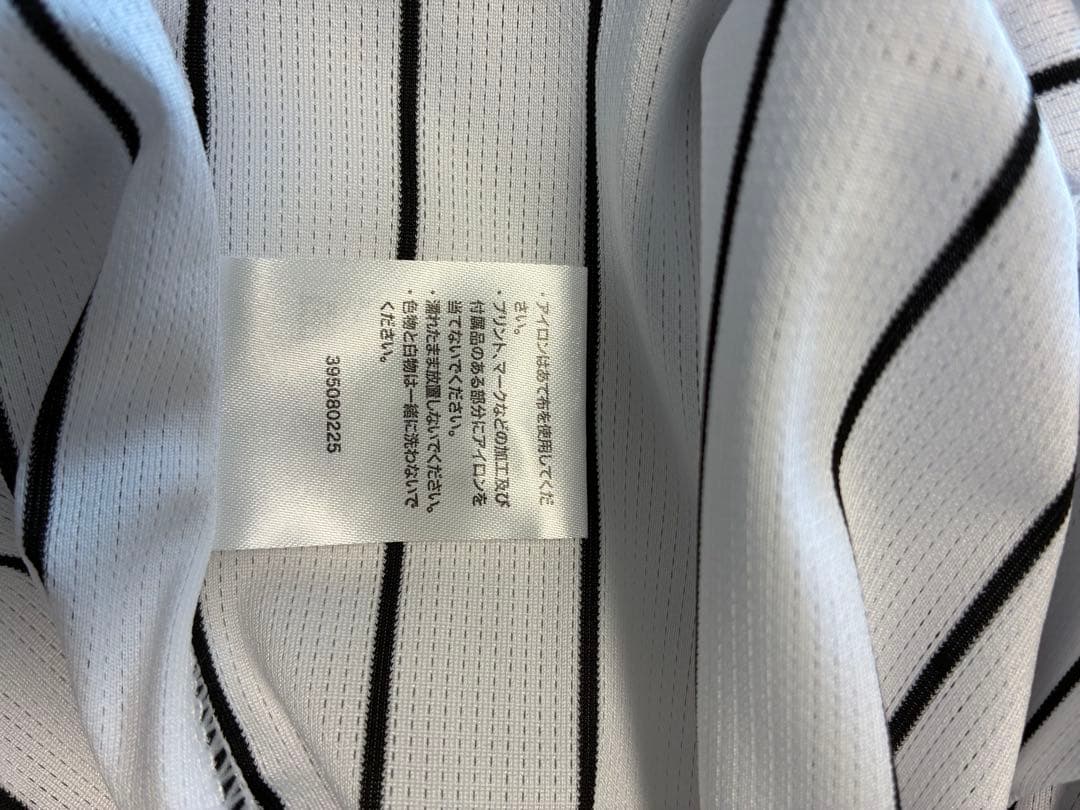 ・アイロンはあて布を使用してくだ
さい。
・プリント、マークなどの加工及び
付属品のある部分にアイロンを
当てないでください。
・濡れたまま放置しないでください。
・色物と白物は一緒に洗わないで
ください。
395080225